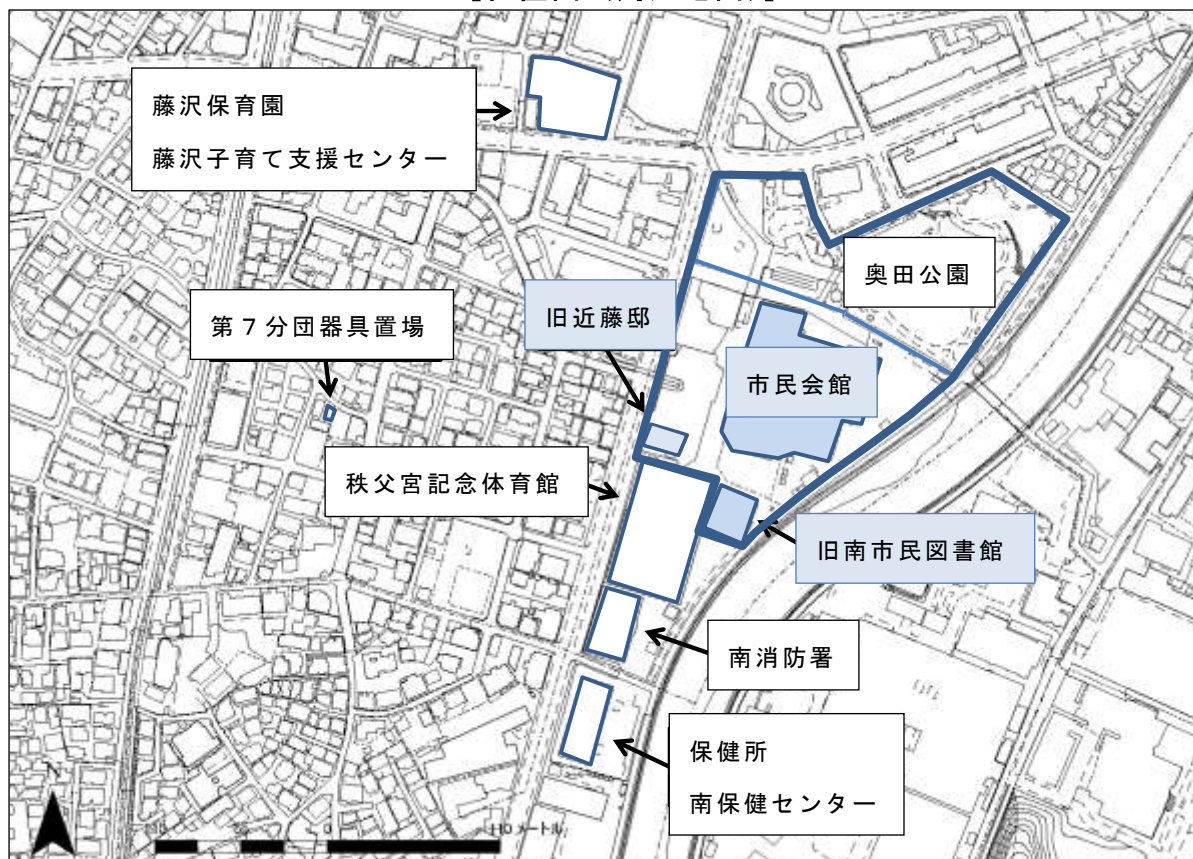 藤沢保育園
藤沢子育て支援センター
奥田公園
旧近藤邸
第７分団器具置場
市民会館
秩父宮記念体育館
旧南市民図書館
南消防署
保健所
南保健センター